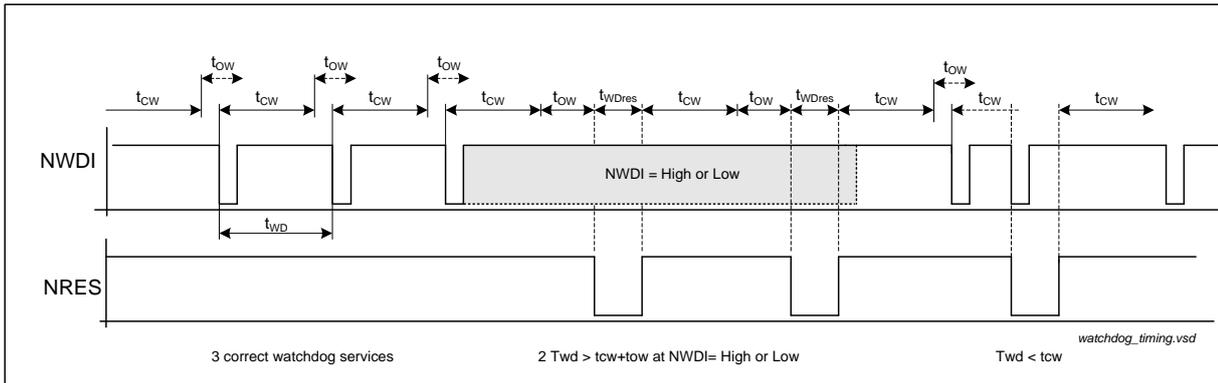 tOW tOW tOW tOW
tCW tCW tCW tCW tOW tWDres tCW tOW tWDres tCW tCW tCW
NWDI
NWDI = High or Low
tWD
NRES
watchdog_timing.vsd
3 correct watchdog services 2 Twd > tcw+tow at NWDI= High or Low Twd < tcw